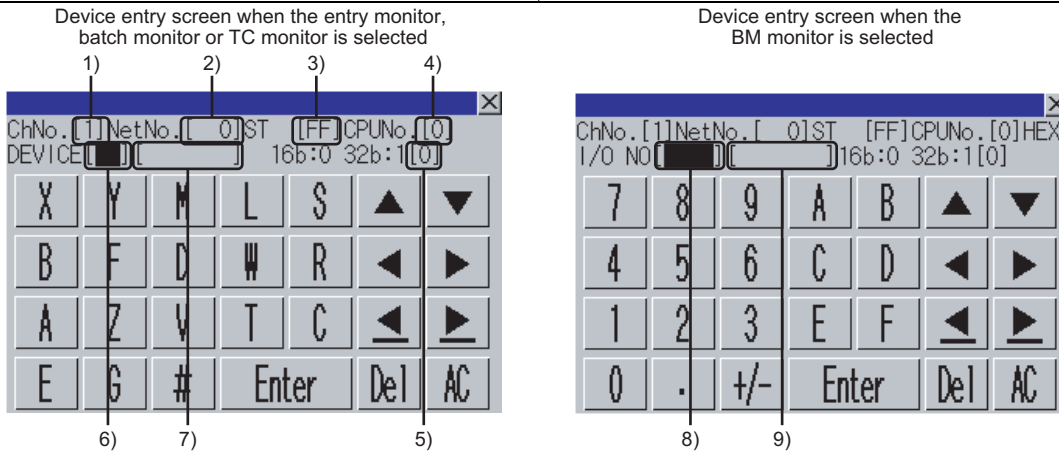 Device entry screen when the entry monitor,
batch monitor or TC monitor is selected
1) 2) 3) 4)
ChNo.[ 1]NetNo.[ 0]ST [FF]CPUNo.[0]
DEVICE[ ][ ] 16b:0 32b:1[0]
X Y M L S ▲ ▼
B F D W R ◀ ▶
A Z V T C ◀ ▶
E G # Enter Del AC
6) 7) 5)
Device entry screen when the
BM monitor is selected
ChNo.[1]NetNo.[ 0]ST [FF]CPUNo.[0]HEX
I/O NO[ ][ ]16b:0 32b:1[0]
7 8 9 A B ▲ ▼
4 5 6 C D ◀ ▶
1 2 3 E F ◀ ▶
0 . +/- Enter Del AC
8) 9)